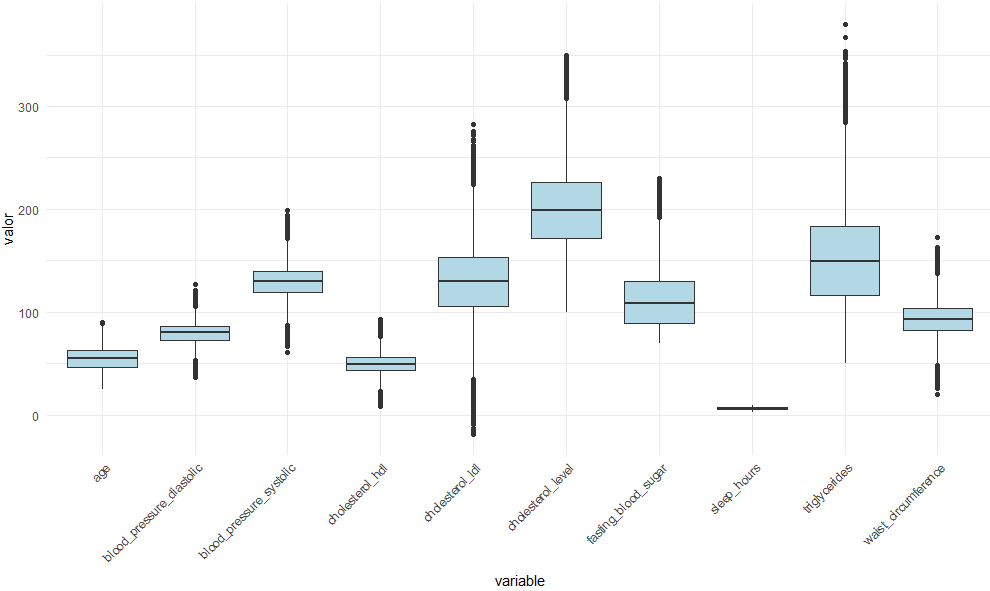 valor
300
200
100
0
age
blood_pressure_diastolic
blood_pressure_systolic
cholesterol_hdl
cholesterol_ldl
cholesterol_level
fasting_blood_sugar
sleep_hours
triglycerides
waist_circumference
variable